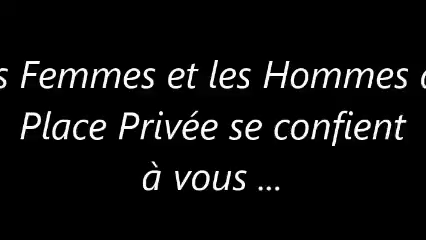 Femmes et les Hommes
Place Privée se confient
à vous ...